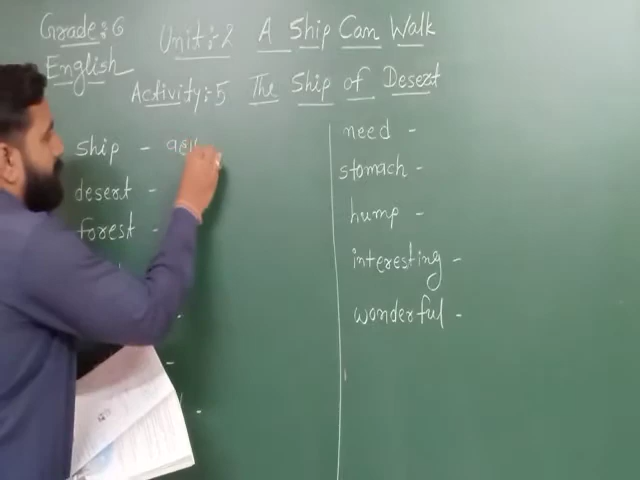 Grade:6
Unit:-2 A Ship Can Walk
English
Activity:5 The Ship of Desert
ship -
desert -
forest -
need -
stomach -
hump -
interesting -
wonderful -